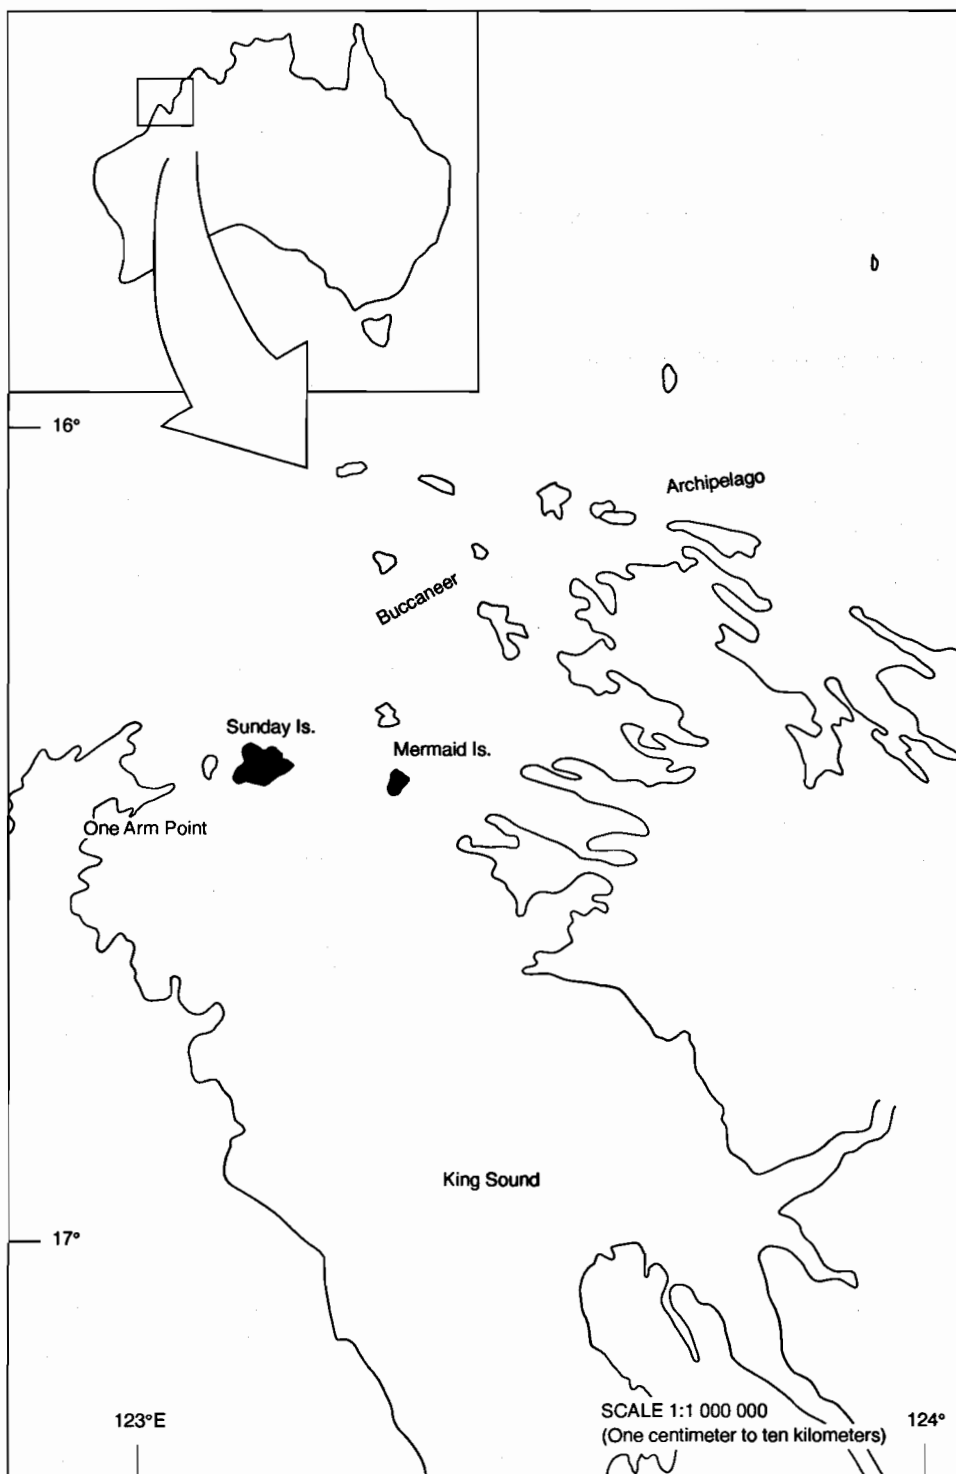 16°
Archipelago
Buccaneer
Sunday Is.
Mermaid Is.
One Arm Point
King Sound
17°
123°E
SCALE 1:1 000 000
(One centimeter to ten kilometers)
124°